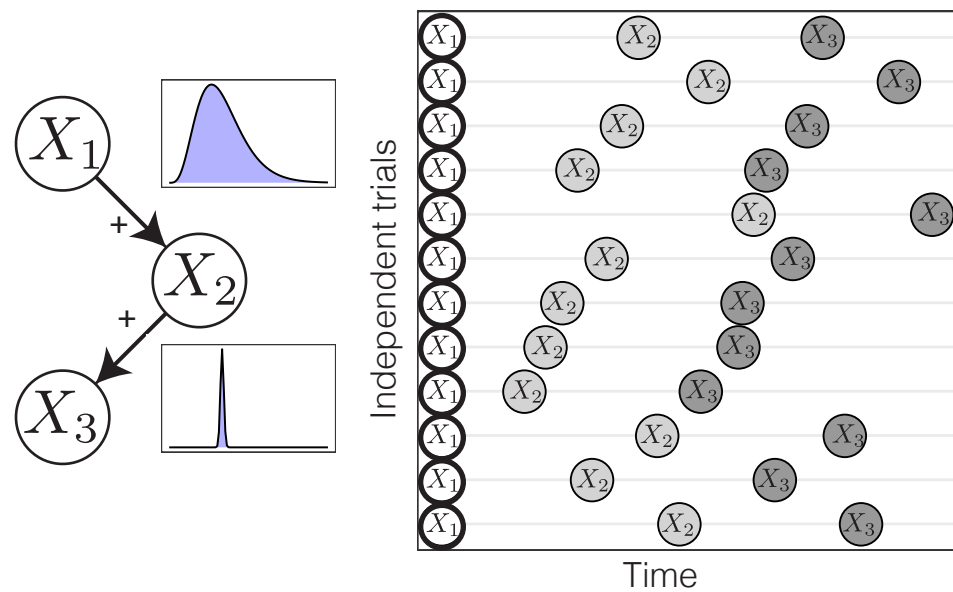 X₁
+
X₂
+
X₃
Independent trials
X₁ X₂ X₃
X₁ X₂ X₃
X₁ X₂ X₃
X₁ X₂ X₃
X₁ X₂ X₃
X₁ X₂ X₃
X₁ X₂ X₃
X₁ X₂ X₃
X₁ X₂ X₃
X₁ X₂ X₃
X₁ X₂ X₃
X₁ X₂ X₃
Time